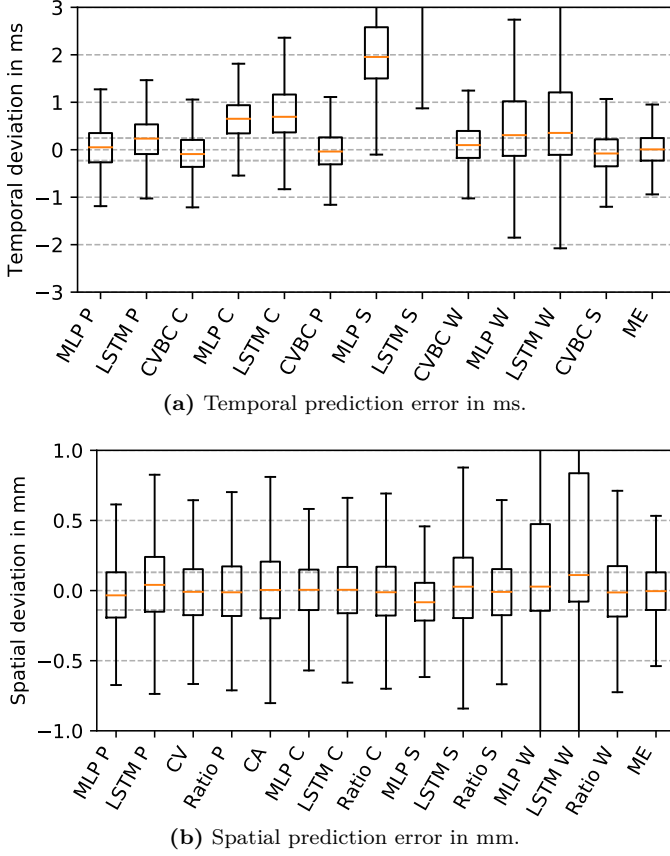 3
2
1
0
−1
−2
−3
Temporal deviation in ms
MLP P
LSTM P
CVBC C
MLP C
LSTM C
CVBC P
MLP S
LSTM S
CVBC W
MLP W
LSTM W
CVBC S
ME
(a) Temporal prediction error in ms.
1.0
0.5
0.0
−0.5
−1.0
Spatial deviation in mm
MLP P
LSTM P
CV
Ratio P
CA
MLP C
LSTM C
Ratio C
MLP S
LSTM S
Ratio S
MLP W
LSTM W
Ratio W
ME
(b) Spatial prediction error in mm.